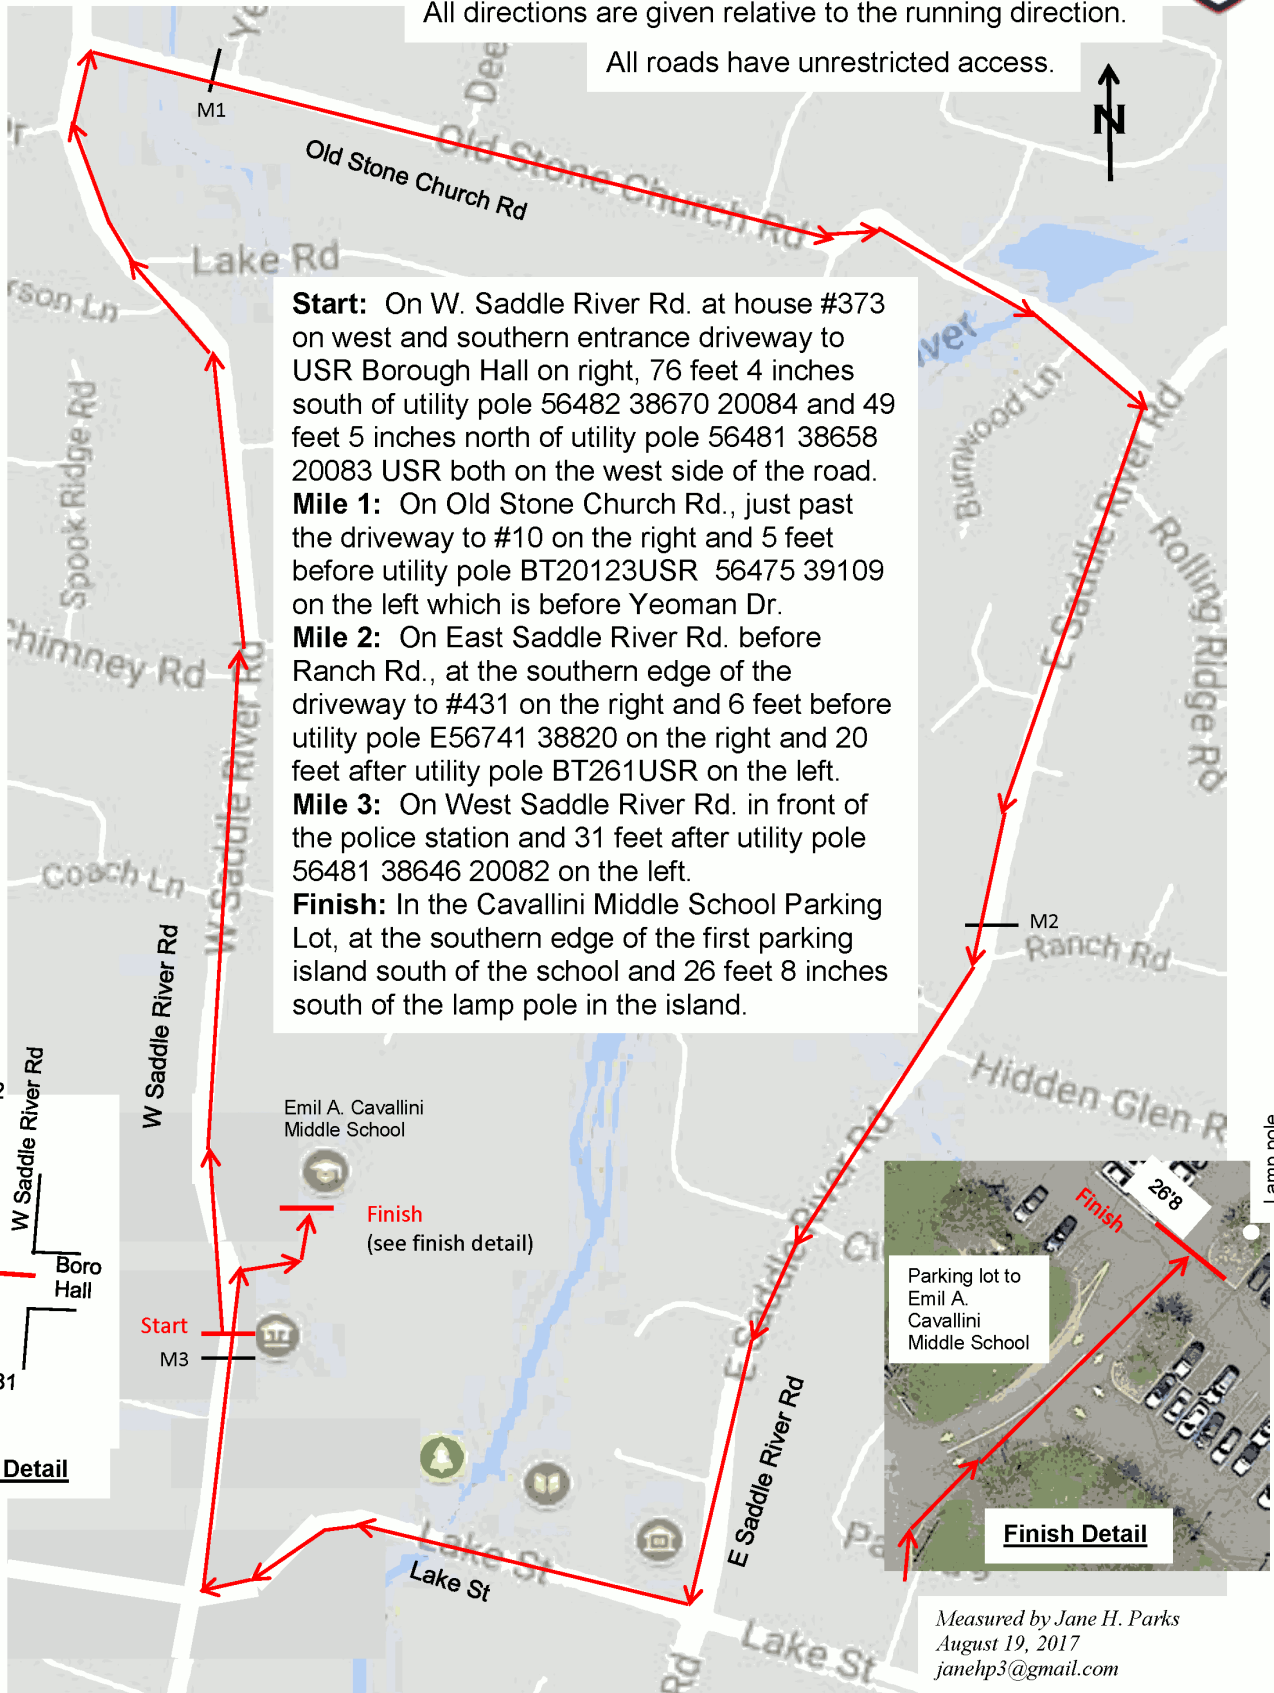 All directions are given relative to the running direction.
All roads have unrestricted access.
N
M1
Old Stone Church Rd
Old Stone Church Rd
Lake Rd
Spook Ridge Rd
W Saddle River Rd
Coach Ln
W Saddle River Rd
Start: On W. Saddle River Rd. at house #373
on west and southern entrance driveway to
USR Borough Hall on right, 76 feet 4 inches
south of utility pole 56482 38670 20084 and 49
feet 5 inches north of utility pole 56481 38658
20083 USR both on the west side of the road.
Mile 1: On Old Stone Church Rd., just past
the driveway to #10 on the right and 5 feet
before utility pole BT20123USR 56475 39109
on the left which is before Yeoman Dr.
Mile 2: On East Saddle River Rd. before
Ranch Rd., at the southern edge of the
driveway to #431 on the right and 6 feet before
utility pole E56741 38820 on the right and 20
feet after utility pole BT261USR on the left.
Mile 3: On West Saddle River Rd. in front of
the police station and 31 feet after utility pole
56481 38646 20082 on the left.
Finish: In the Cavallini Middle School Parking
Lot, at the southern edge of the first parking
island south of the school and 26 feet 8 inches
south of the lamp pole in the island.
Burnwood Ln
E Saddle River Rd
Rolling Ridge Rd
M2
Ranch Rd
Hidden Glen R
E Saddle River Rd
E Saddle River Rd
W Saddle River Rd
Boro
Hall
Detail
Emil A. Cavallini
Middle School
Finish
(see finish detail)
Start
M3
Lake St
Lake St
Lake St
Rd
Finish
26'8
Lamp pole
Parking lot to
Emil A.
Cavallini
Middle School
Finish Detail
Measured by Jane H. Parks
August 19, 2017
janehp3@gmail.com